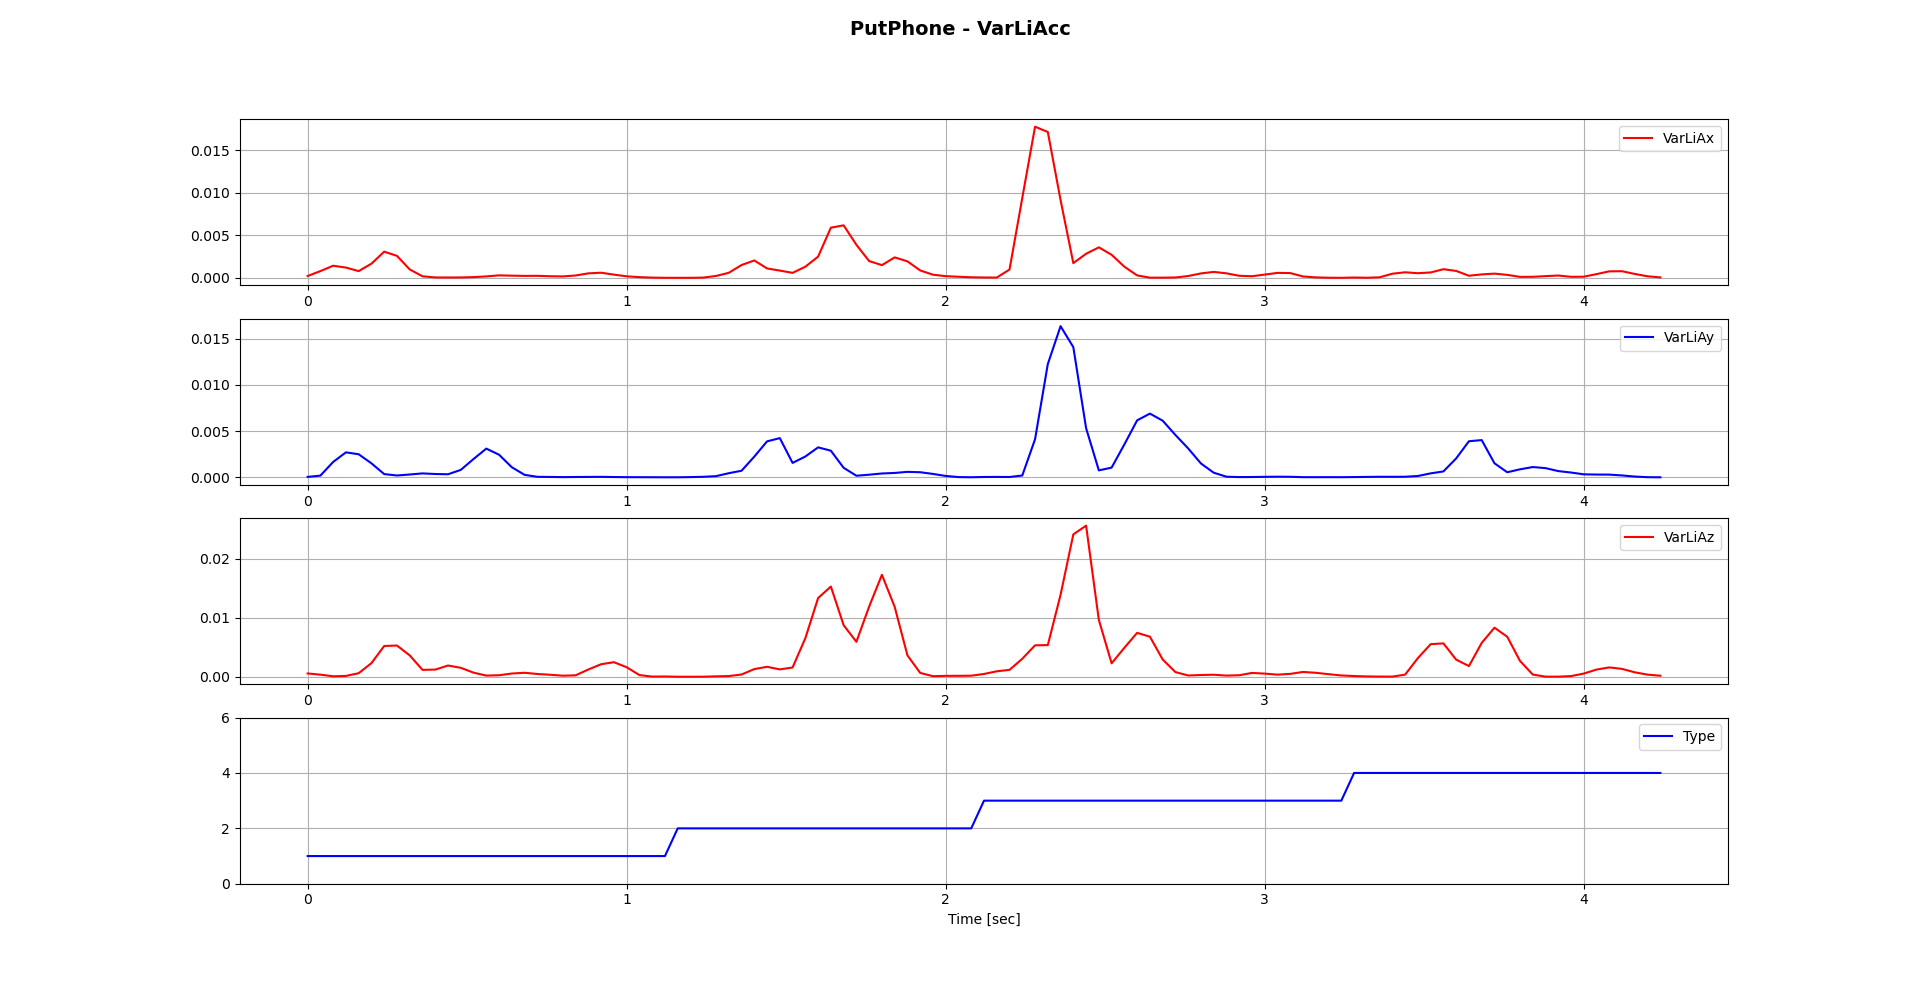 PutPhone - VarLiAcc
VarLiAx
0.015
0.010
0.005
0.000
0 1 2 3 4
VarLiAy
0.015
0.010
0.005
0.000
0 1 2 3 4
VarLiAz
0.02
0.01
0.00
0 1 2 3 4
Type
6
4
2
0
0 1 2 3 4
Time [sec]